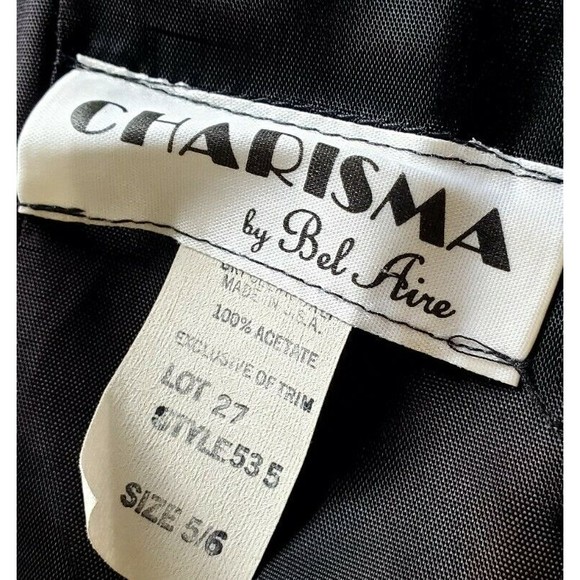 CHARISMA
by Bel Aire
MADE IN U.S.A.
100% ACETATE
EXCLUSIVE OF TRIM
LOT 27
STYLE 535
SIZE 5/6